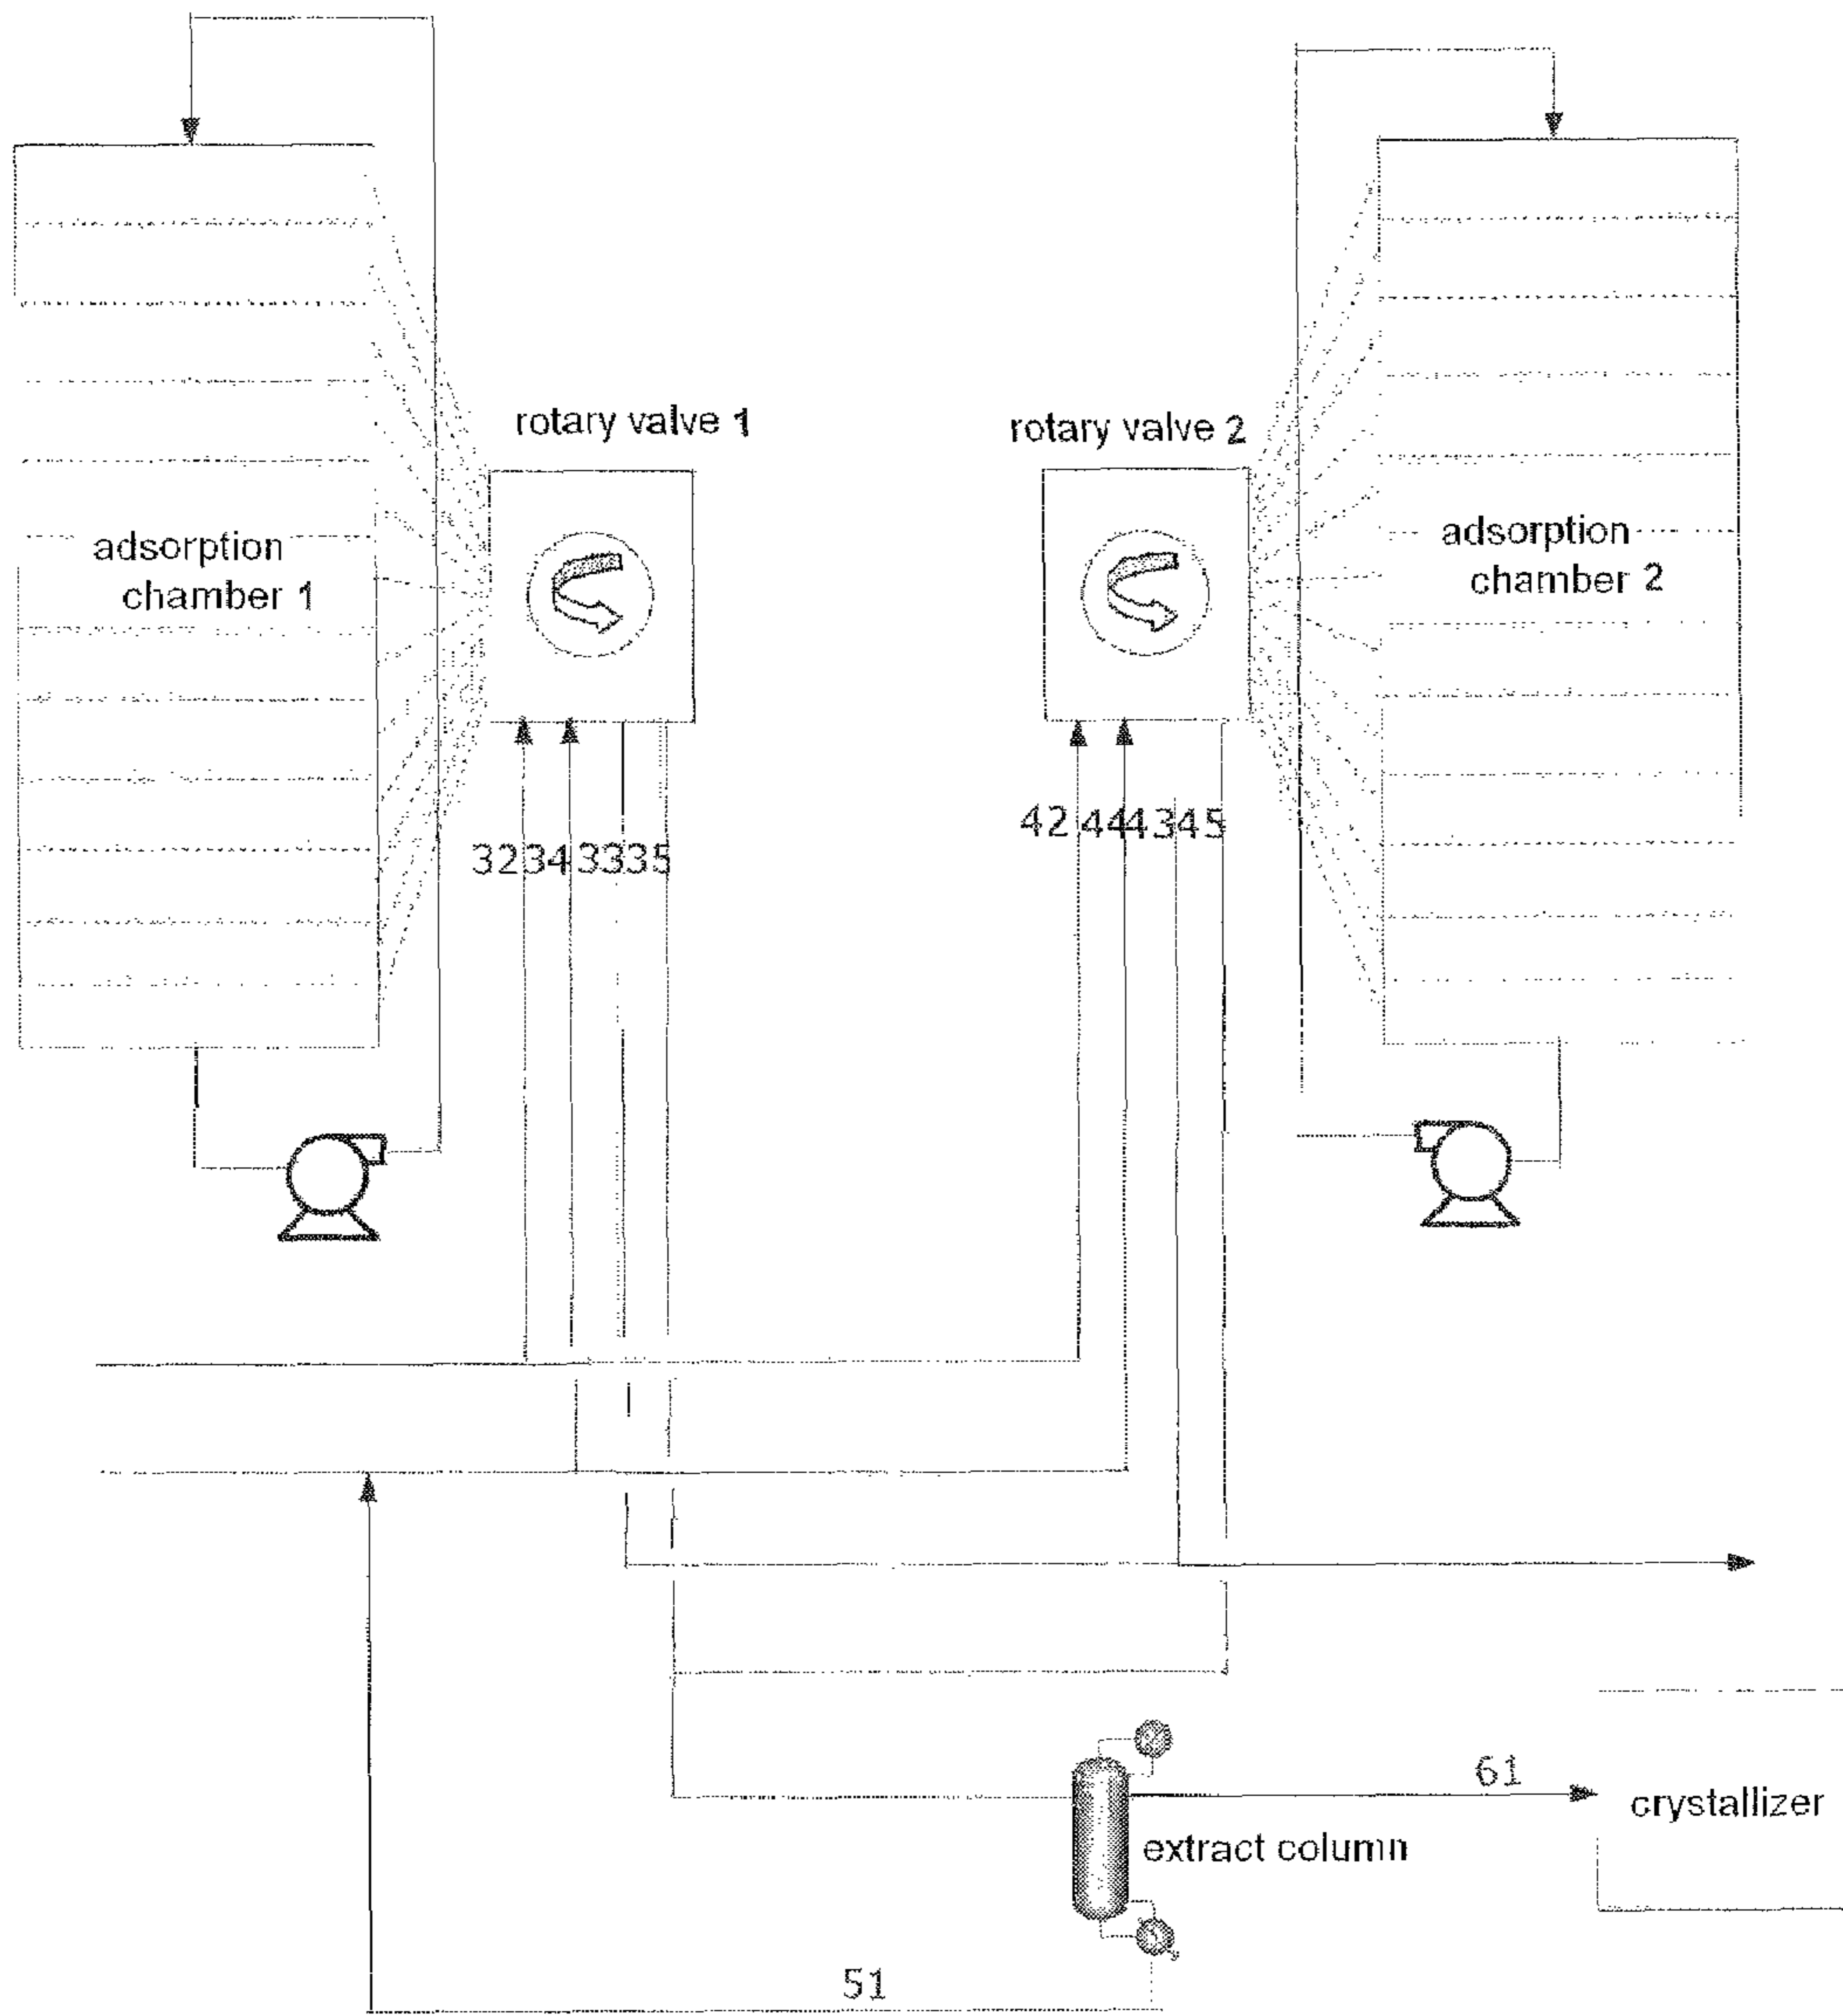 rotary valve 1
rotary valve 2
adsorption
chamber 1
adsorption
chamber 2
42 44 43 45
32 34 33 35
61
crystallizer
extract column
51